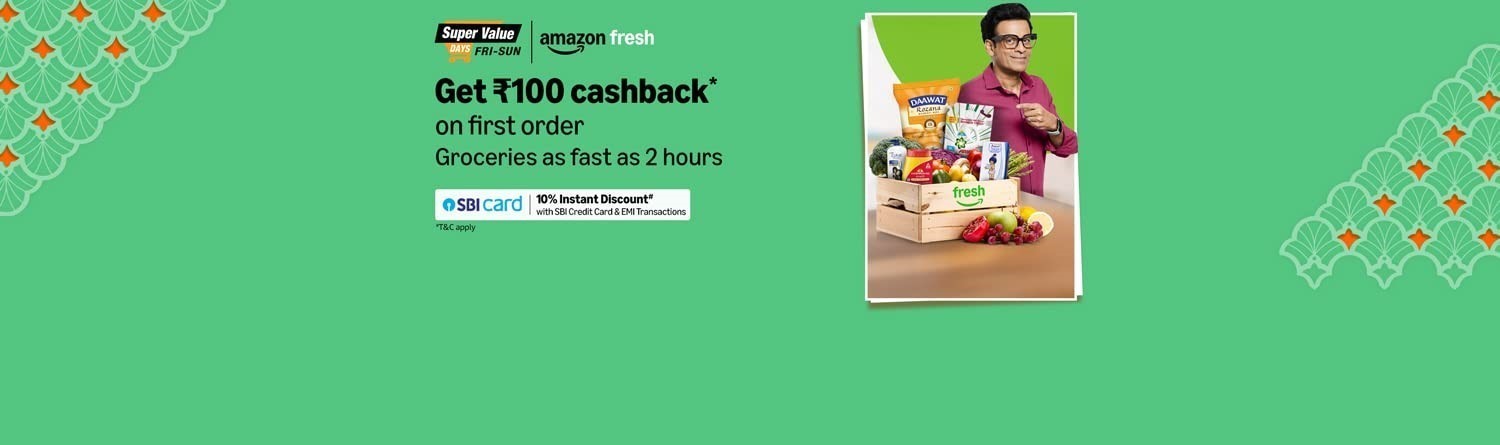 Super Value
DAYS FRI-SUN
amazon fresh
Get ₹100 cashback*
on first order
Groceries as fast as 2 hours
SBI card
10% Instant Discount#
with SBI Credit Card & EMI Transactions
*T&C apply
DAAWAT
Rozana
fresh